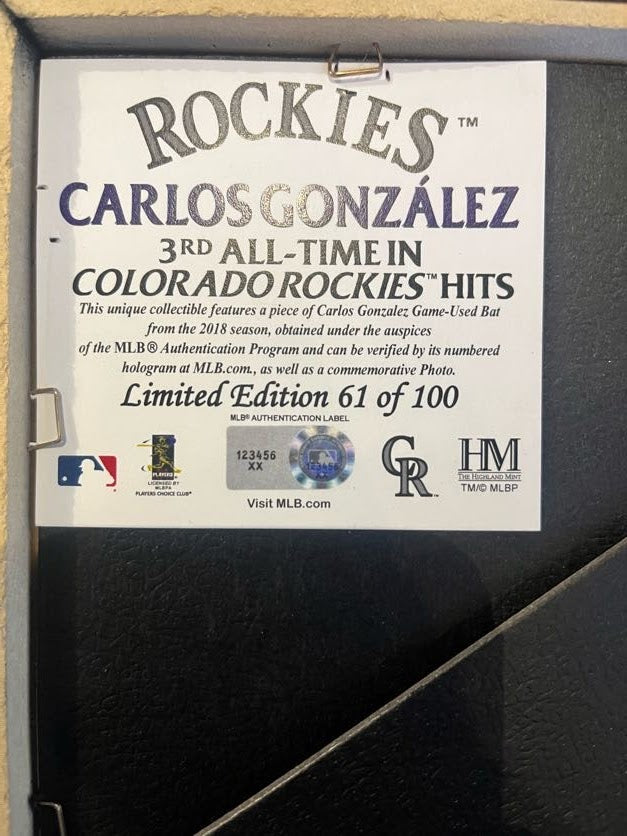 ROCKIES™
CARLOS GONZÁLEZ
3RD ALL-TIME IN
COLORADO ROCKIES™ HITS
This unique collectible features a piece of Carlos Gonzalez Game-Used Bat
from the 2018 season, obtained under the auspices
of the MLB® Authentication Program and can be verified by its numbered
hologram at MLB.com., as well as a commemorative Photo.
Limited Edition 61 of 100
MLB® AUTHENTICATION LABEL
123456
XX
123456
PLAYERS
LICENSED BY
MLBPA
PLAYERS CHOICE CLUB®
CR™
HM
THE HIGHLAND MINT
TM/© MLBP
Visit MLB.com